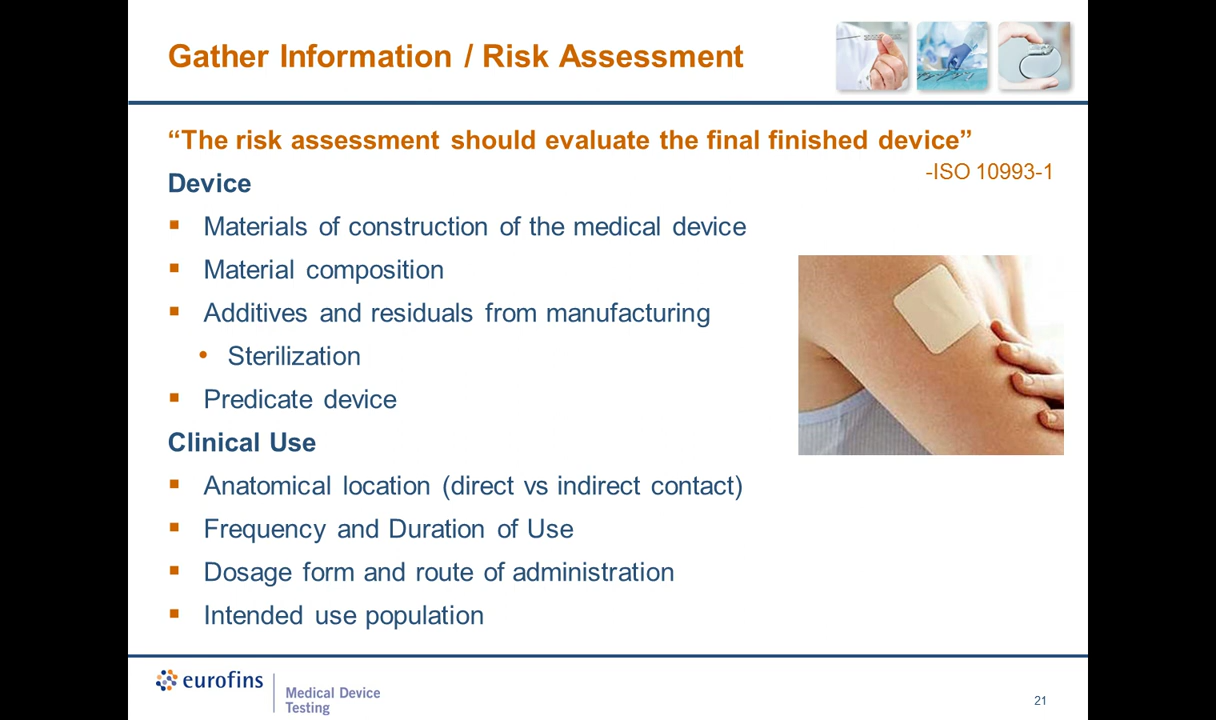 Gather Information / Risk Assessment
“The risk assessment should evaluate the final finished device”
-ISO 10993-1
Device
▪ Materials of construction of the medical device
▪ Material composition
▪ Additives and residuals from manufacturing
• Sterilization
▪ Predicate device
Clinical Use
▪ Anatomical location (direct vs indirect contact)
▪ Frequency and Duration of Use
▪ Dosage form and route of administration
▪ Intended use population
eurofins
Medical Device
Testing
21